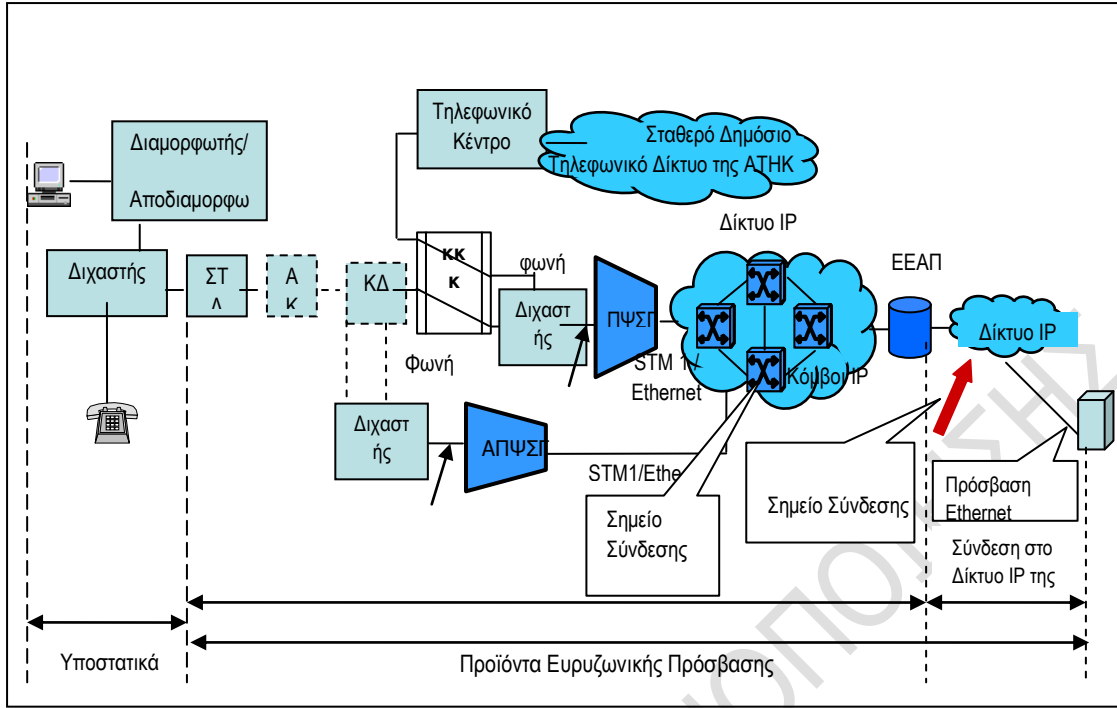 Τηλεφωνικό
Κέντρο
Σταθερό Δημόσιο
Τηλεφωνικό Δίκτυο της ΑΤΗΚ
Διαμορφωτής/
Αποδιαμορφω
Δίκτυο IP
Διχαστής
ΣΤ
Α
Κ
ΚΔ
ΚΚ
Κ
φωνή
ΕΕΑΠ
Διχαστ
ής
ΠΨΣΓ
Δίκτυο IP
Φωνή
STM 1 /
Ethernet
Κόμβοι IP
Διχαστ
ής
ΑΠΨΣΓ
STM1/Ethe
Σημείο
Σύνδεσης
Σημείο Σύνδεσης
Πρόσβαση
Ethernet
Σύνδεση στο
Δίκτυο IP της
Υποστατικά
Προϊόντα Ευρυζωνικής Πρόσβασης